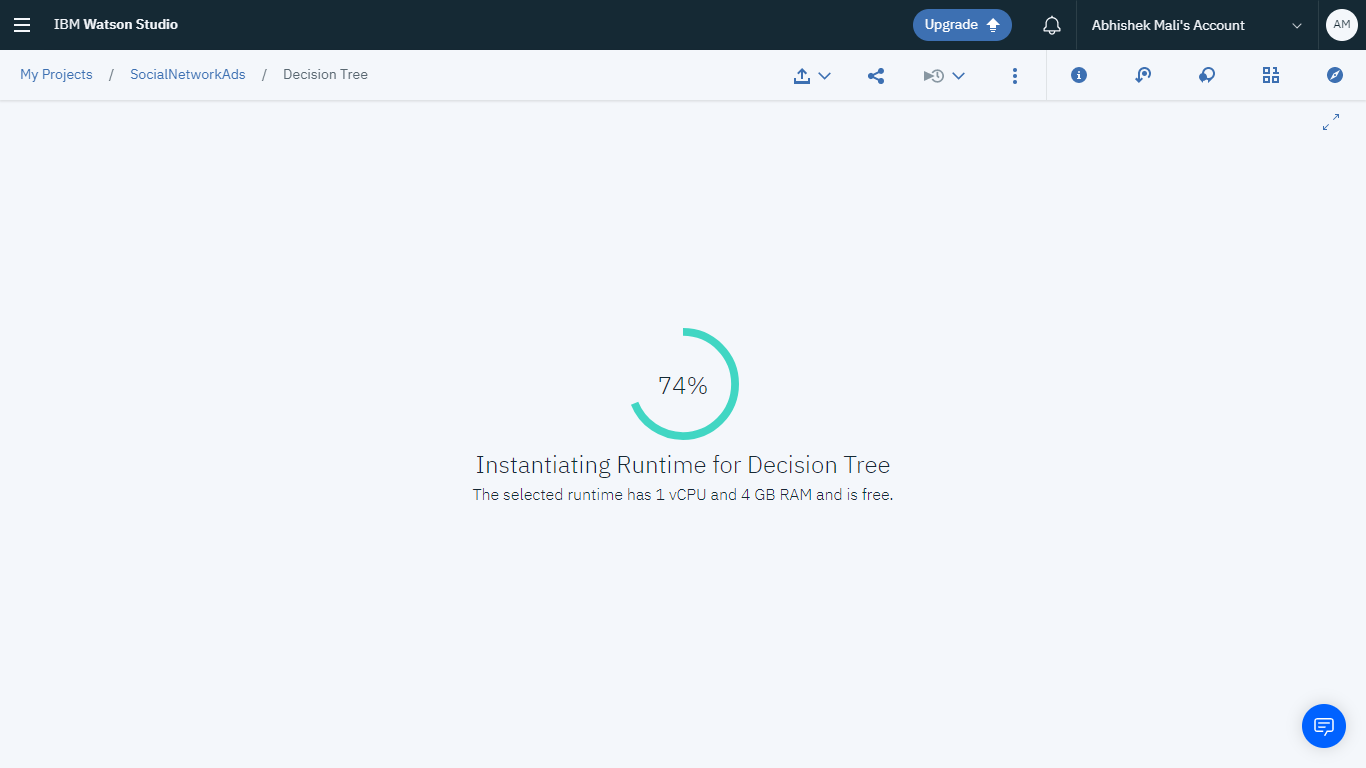 IBM Watson Studio
Upgrade
Abhishek Mali's Account
AM
My Projects / SocialNetworkAds / Decision Tree
74%
Instantiating Runtime for Decision Tree
The selected runtime has 1 vCPU and 4 GB RAM and is free.